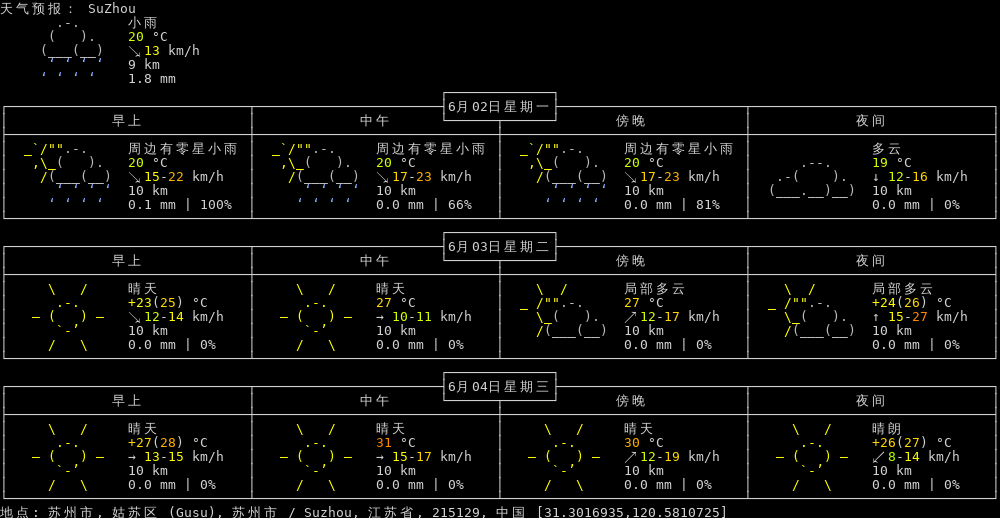 天气预报： SuZhou
小雨
20 °C
↘13 km/h
9 km
1.8 mm
6月02日星期一
早上 中午 傍晚 夜间
周边有零星小雨 周边有零星小雨 周边有零星小雨 多云
20 °C 20 °C 20 °C 19 °C
↘15-22 km/h ↘17-23 km/h ↘17-23 km/h ↓ 12-16 km/h
10 km 10 km 10 km 10 km
0.1 mm | 100% 0.0 mm | 66% 0.0 mm | 81% 0.0 mm | 0%
6月03日星期二
早上 中午 傍晚 夜间
晴天 晴天 局部多云 局部多云
+23(25) °C 27 °C 27 °C +24(26) °C
↘12-14 km/h → 10-11 km/h ↗12-17 km/h ↑ 15-27 km/h
10 km 10 km 10 km 10 km
0.0 mm | 0% 0.0 mm | 0% 0.0 mm | 0% 0.0 mm | 0%
6月04日星期三
早上 中午 傍晚 夜间
晴天 晴天 晴天 晴朗
+27(28) °C 31 °C 30 °C +26(27) °C
→ 13-15 km/h → 15-17 km/h ↗12-19 km/h ↙8-14 km/h
10 km 10 km 10 km 10 km
0.0 mm | 0% 0.0 mm | 0% 0.0 mm | 0% 0.0 mm | 0%
地点: 苏州市, 姑苏区 (Gusu), 苏州市 / Suzhou, 江苏省, 215129, 中国 [31.3016935,120.5810725]